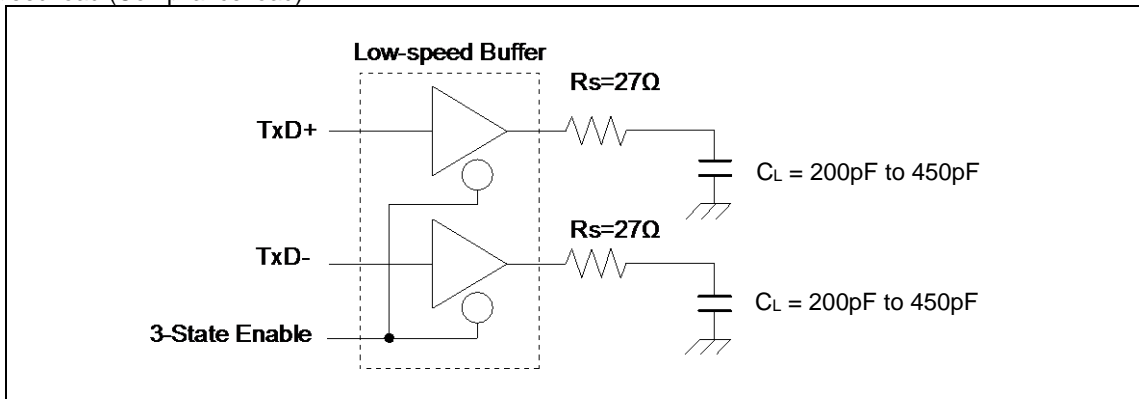 Low-speed Buffer
Rs=27Ω
TxD+
CL = 200pF to 450pF
Rs=27Ω
TxD-
CL = 200pF to 450pF
3-State Enable